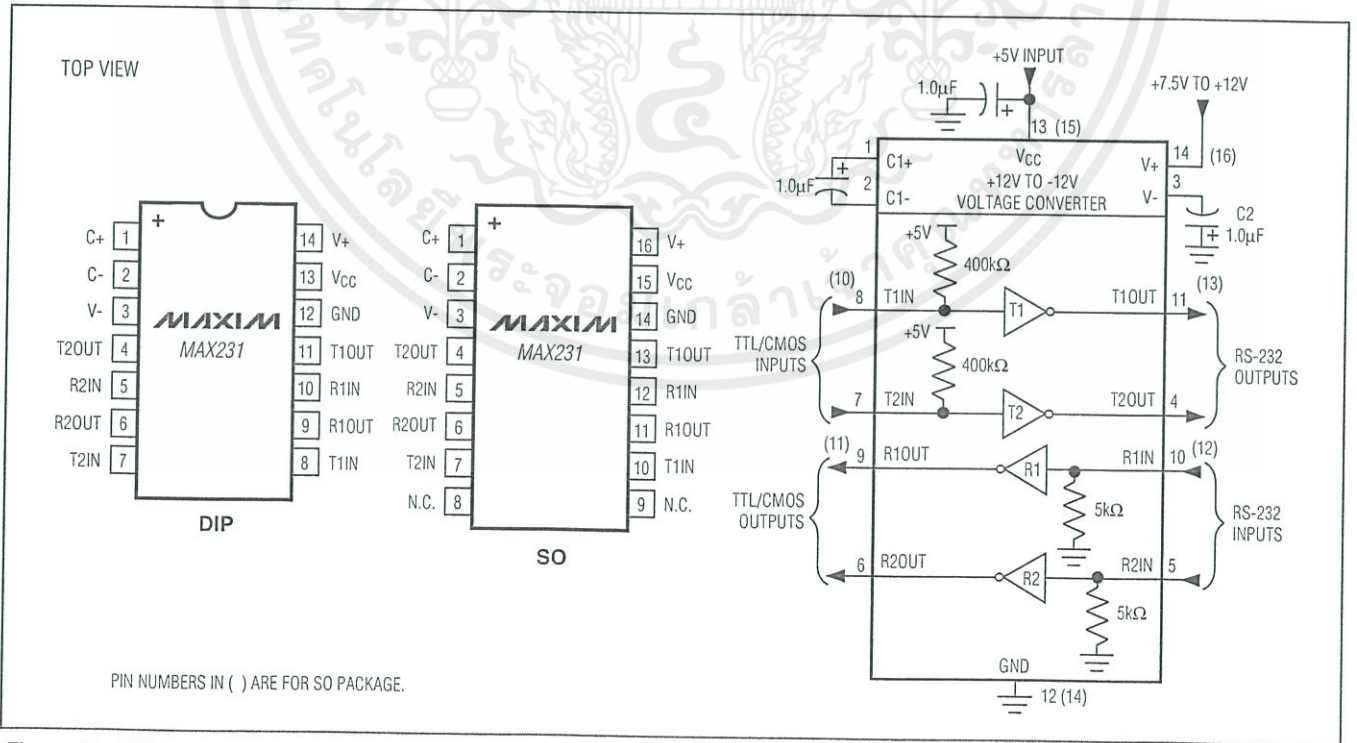 TOP VIEW
C+ 1
C- 2
V- 3
T2OUT 4
R2IN 5
R2OUT 6
T2IN 7
+
MAXIM
MAX231
14 V+
13 VCC
12 GND
11 T1OUT
10 R1IN
9 R1OUT
8 T1IN
DIP
C+ 1
C- 2
V- 3
T2OUT 4
R2IN 5
R2OUT 6
T2IN 7
N.C. 8
+
MAXIM
MAX231
16 V+
15 VCC
14 GND
13 T1OUT
12 R1IN
11 R1OUT
10 T1IN
9 N.C.
SO
+5V INPUT
1.0µF
+
13 (15)
+7.5V TO +12V
1
C1+
VCC
V+
14 (16)
1.0µF
+
2
C1-
+12V TO -12V
VOLTAGE CONVERTER
V-
3
C2
+ 1.0µF
+5V
400kΩ
TTL/CMOS
INPUTS
(10)
8 T1IN
T1
T1OUT 11
(13)
+5V
400kΩ
7 T2IN
T2
T2OUT 4
RS-232
OUTPUTS
TTL/CMOS
OUTPUTS
(11)
9 R1OUT
R1
R1IN 10
(12)
5kΩ
6 R2OUT
R2
R2IN 5
5kΩ
RS-232
INPUTS
GND
12 (14)
PIN NUMBERS IN ( ) ARE FOR SO PACKAGE.